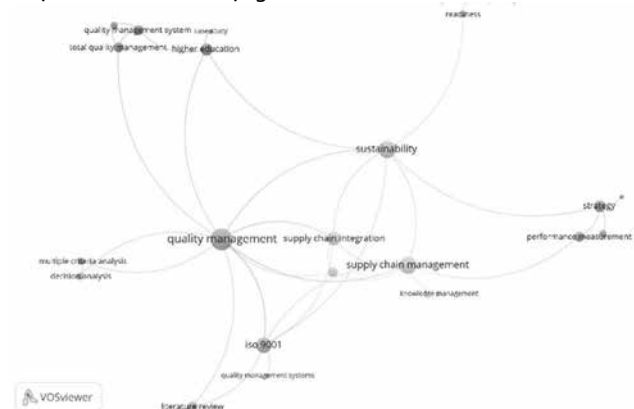 readiness
quality management system
total quality management
higher education
sustainability
strategy
quality management
supply chain integration
performance measurement
multiple criteria analysis
supply chain management
decision analysis
knowledge management
iso 9001
quality management systems
VOSviewer
literature review